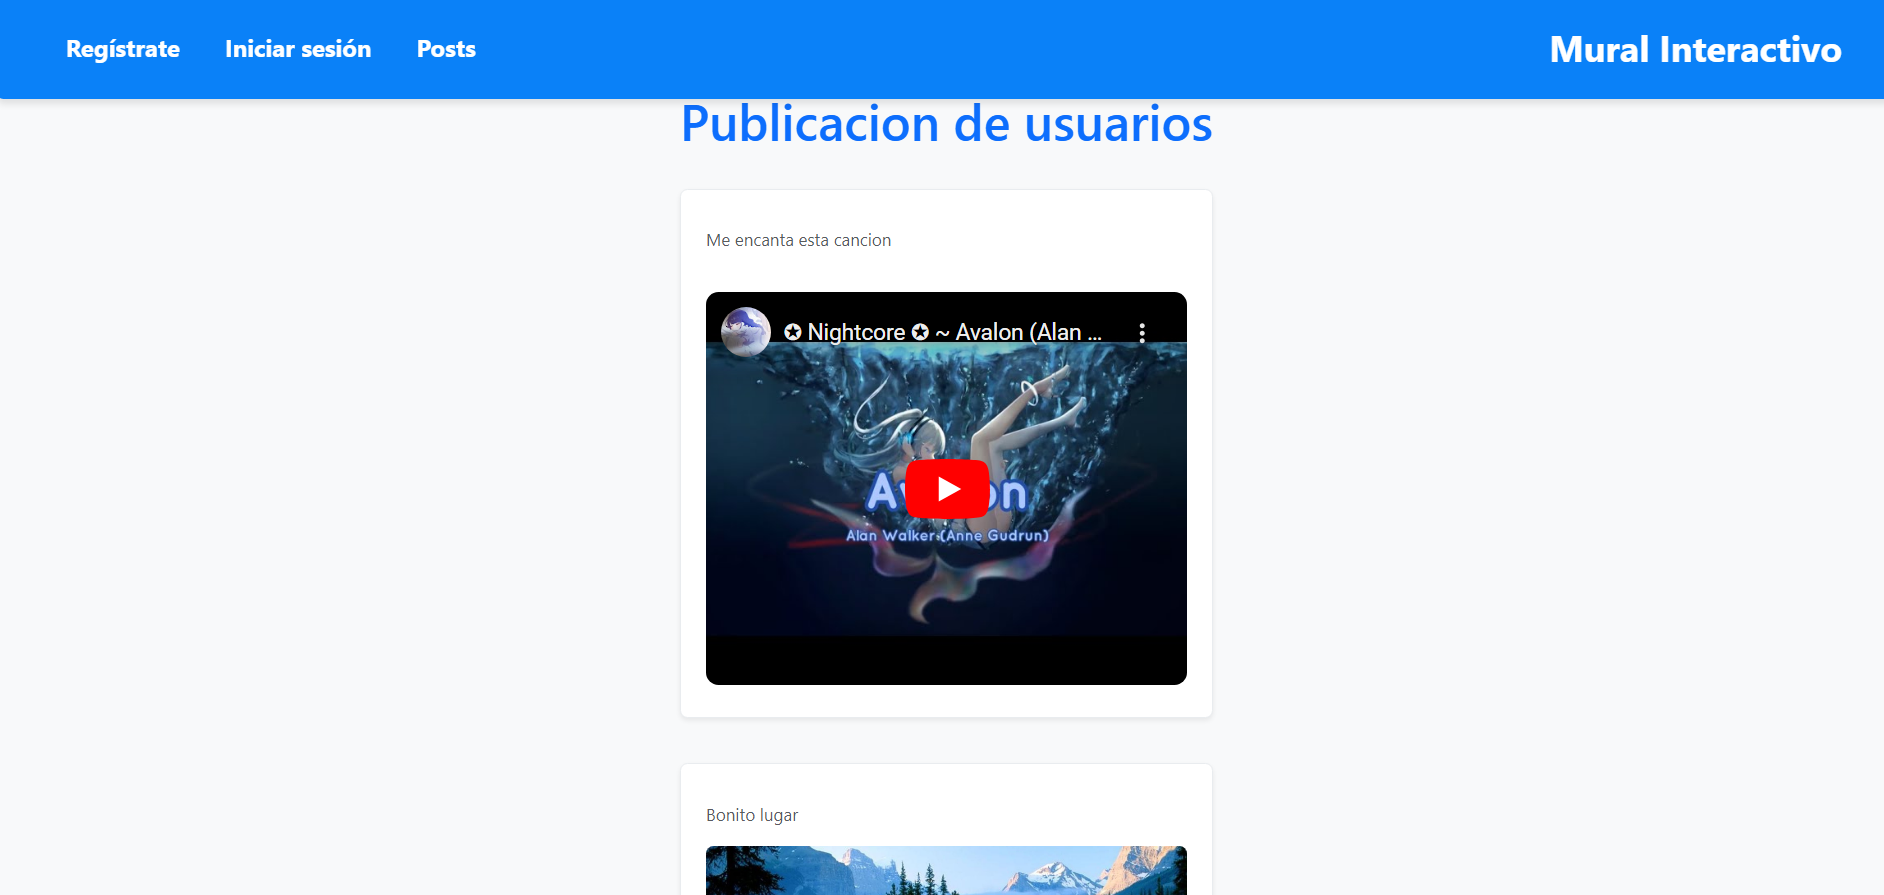 Regístrate Iniciar sesión Posts Mural Interactivo
Publicacion de usuarios
Me encanta esta cancion
✪ Nightcore ✪ ~ Avalon (Alan ...
Alan Walker (Anne Gudrun)
Bonito lugar